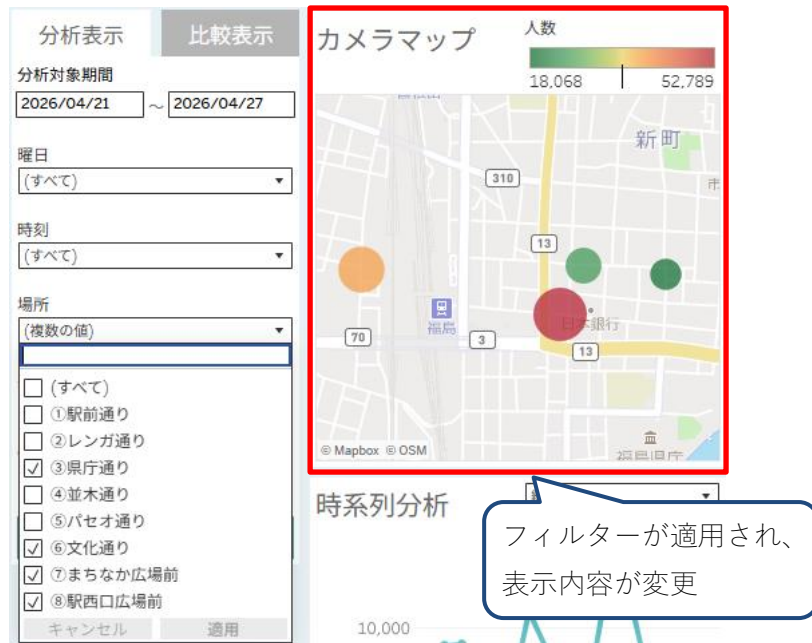 分析表示
比較表示
分析対象期間
2026/04/21 ～ 2026/04/27
曜日
(すべて)
時刻
(すべて)
場所
(複数の値)
(すべて)
①駅前通り
②レンガ通り
③県庁通り
④並木通り
⑤パセオ通り
⑥文化通り
⑦まちなか広場前
⑧駅西口広場前
キャンセル 適用
カメラマップ
人数
18,068 52,789
新町
市
310
13
福島
日本銀行
70
3
13
福島県庁
© Mapbox © OSM
時系列分析
フィルターが適用され、
表示内容が変更
10,000